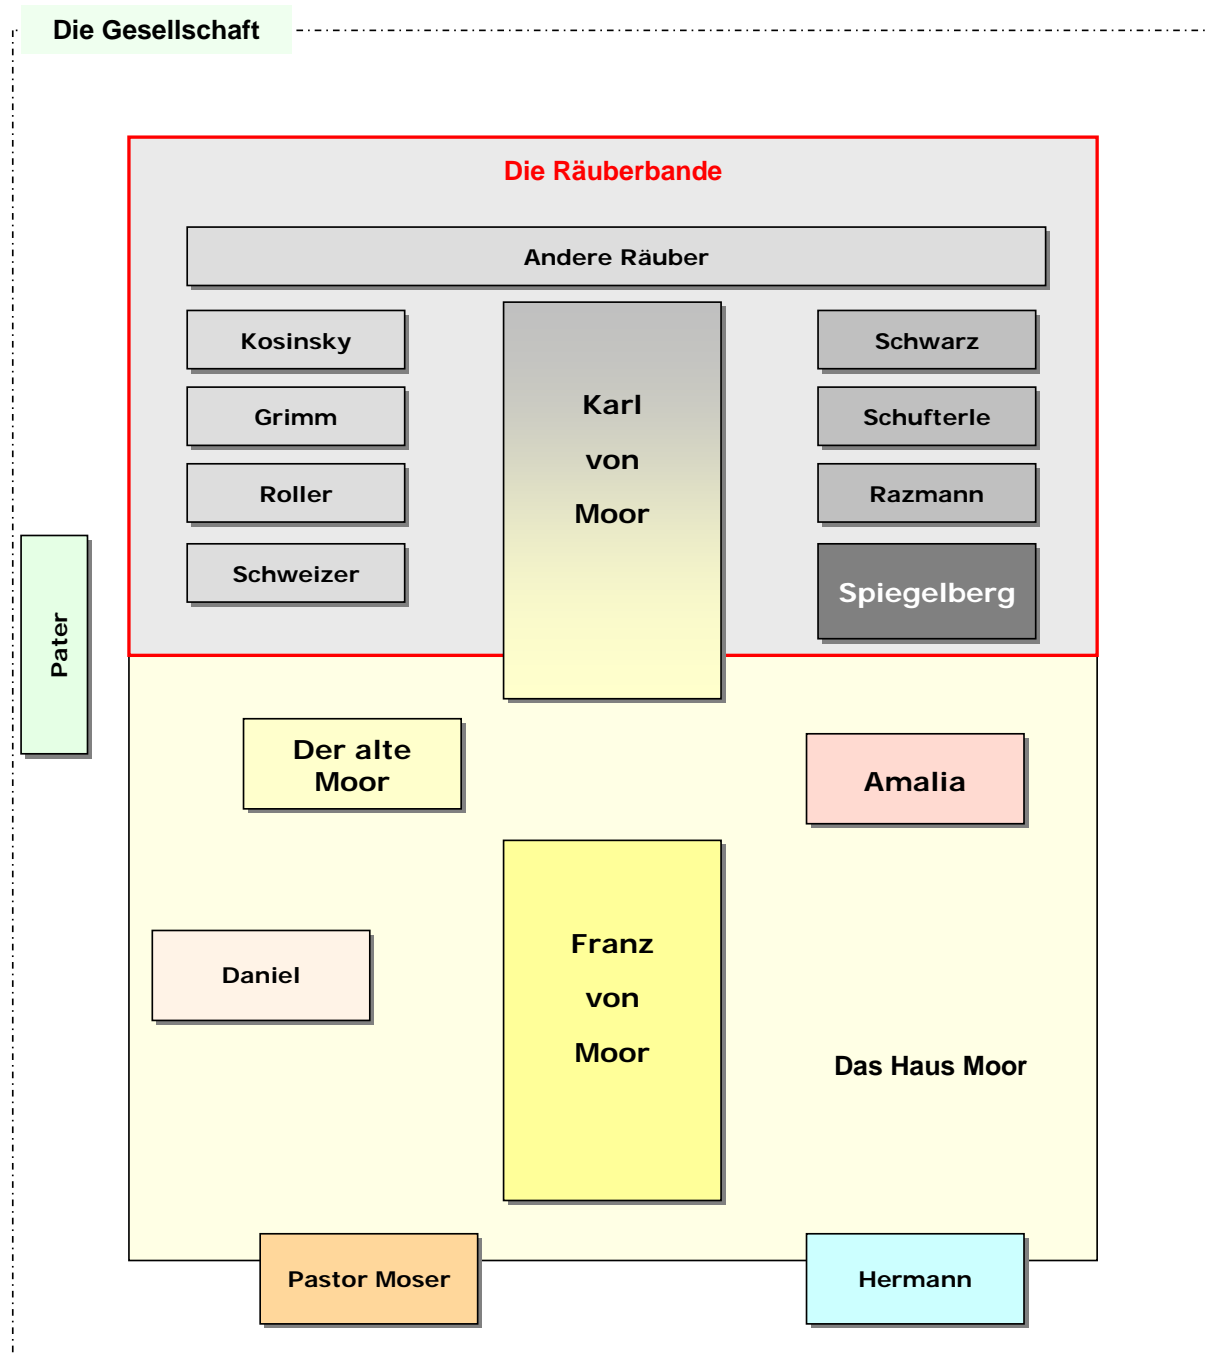 Die Gesellschaft
Die Räuberbande
Andere Räuber
Kosinsky
Grimm
Roller
Schweizer
Karl
von
Moor
Schwarz
Schufterle
Razmann
Spiegelberg
Pater
Der alte
Moor
Amalia
Daniel
Franz
von
Moor
Das Haus Moor
Pastor Moser
Hermann